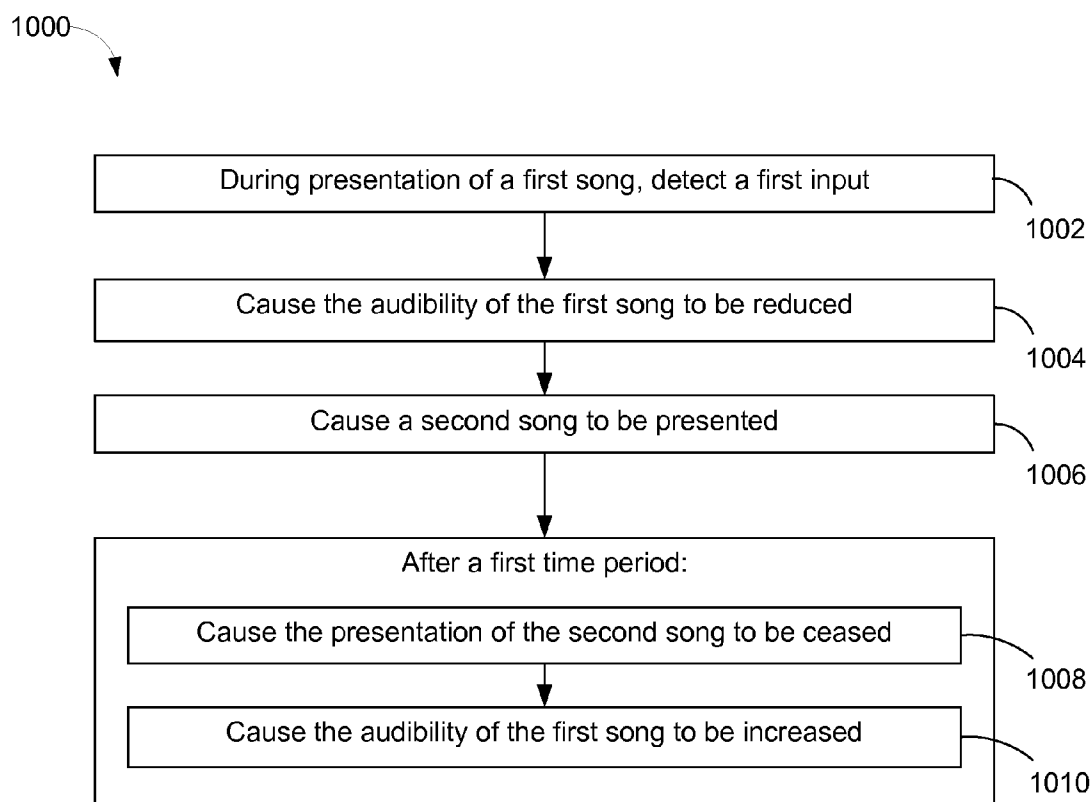 1000
During presentation of a first song, detect a first input
1002
Cause the audibility of the first song to be reduced
1004
Cause a second song to be presented
1006
After a first time period:
Cause the presentation of the second song to be ceased
1008
Cause the audibility of the first song to be increased
1010